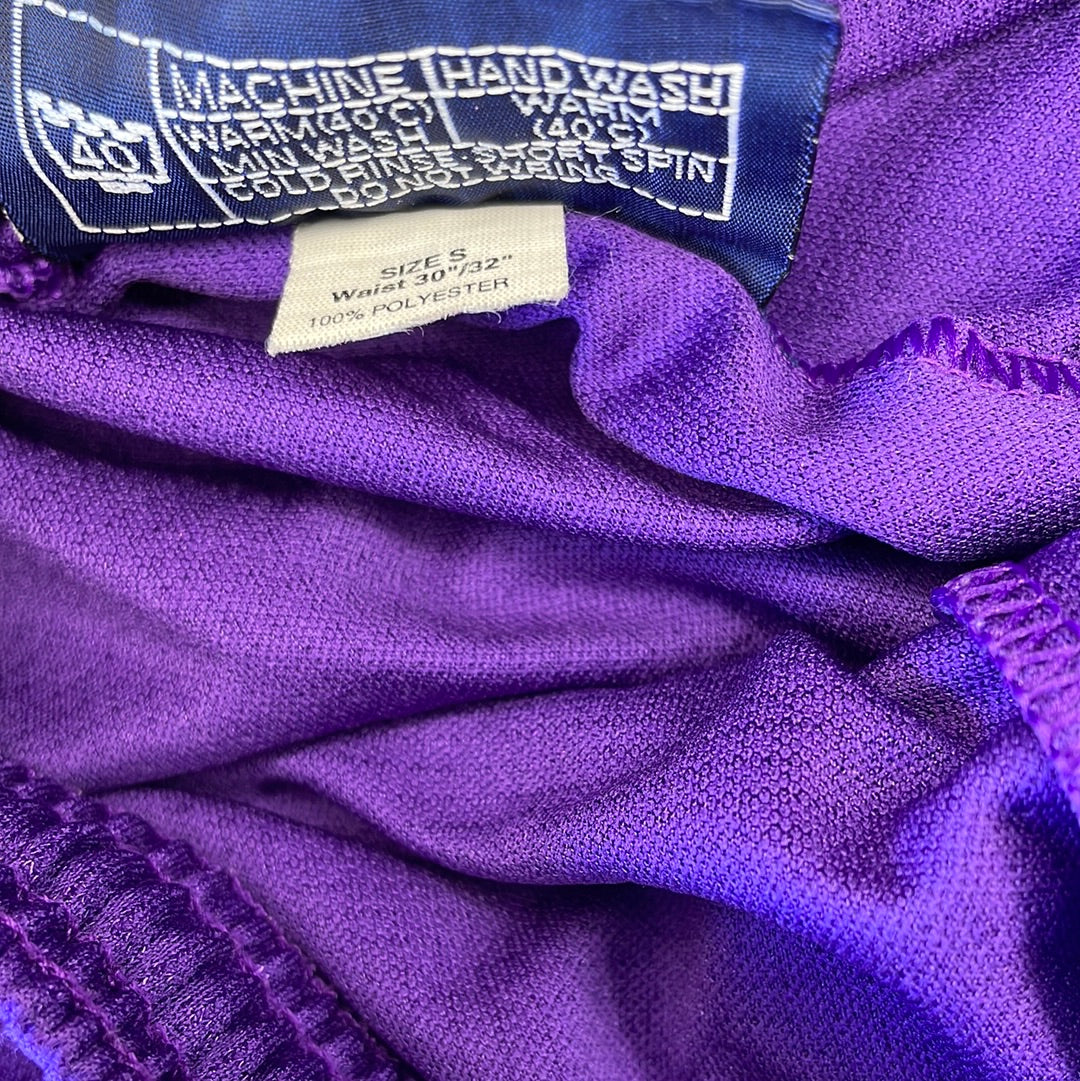 40
MACHINE
WARM (40°C)
MIN WASH
COLD RINSE. SHORT SPIN
DO NOT WRING
HAND WASH
WARM
(40°C)
SIZE S
Waist 30"/32"
100% POLYESTER